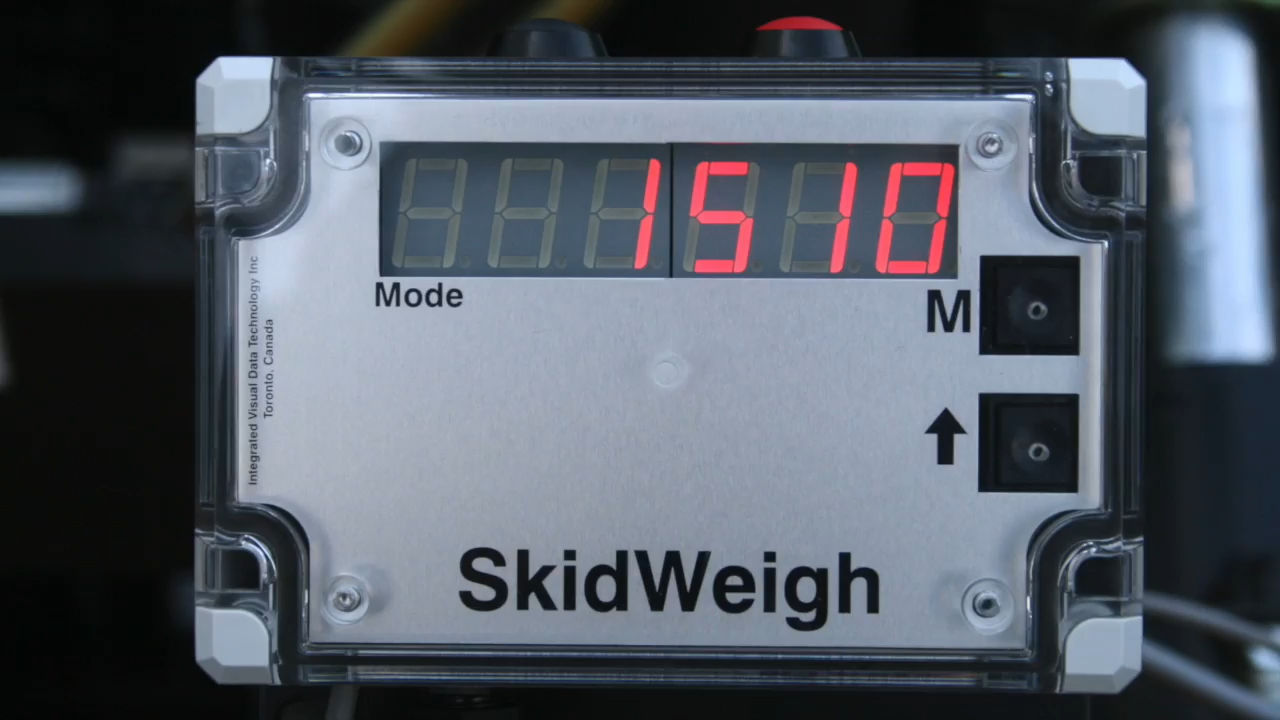 1510
Mode
M
Integrated Visual Data Technology Inc
Toronto. Canada
SkidWeigh